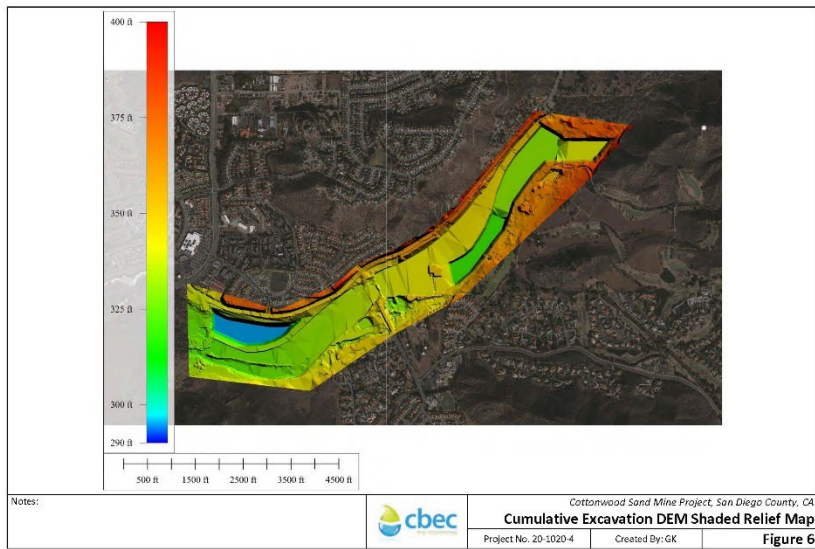 400 ft
375 ft
350 ft
325 ft
300 ft
290 ft
500 ft 1500 ft 2500 ft 3500 ft 4500 ft
Notes:
cbec
Cottonwood Sand Mine Project, San Diego County, CA
Cumulative Excavation DEM Shaded Relief Map
Project No. 20-1020-4
Created By: GK
Figure 6